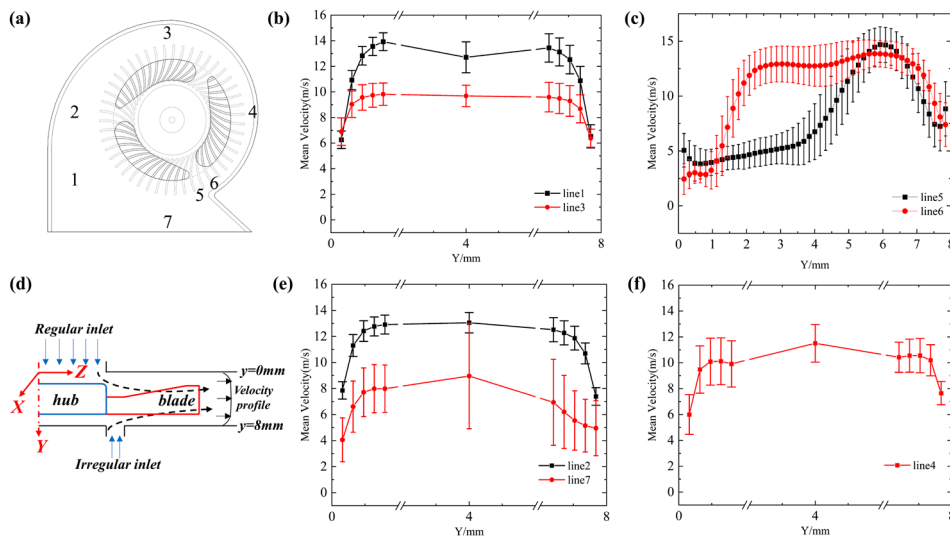 (a)
3
2
4
1
6
5
7
(b)
16
14
12
10
8
6
4
2
0
Mean Velocity(m/s)
line1
line3
0
4
8
Y/mm
(c)
15
10
5
0
Mean Velocity(m/s)
line5
line6
0
1
2
3
4
5
6
7
8
Y/mm
(d)
Regular inlet
y=0mm
Z
X
Y
hub
blade
Velocity
profile
y=8mm
Irregular inlet
(e)
16
14
12
10
8
6
4
2
0
Mean Velocity(m/s)
line2
line7
0
4
8
Y/mm
(f)
16
14
12
10
8
6
4
2
0
Mean Velocity(m/s)
line4
0
4
8
Y/mm